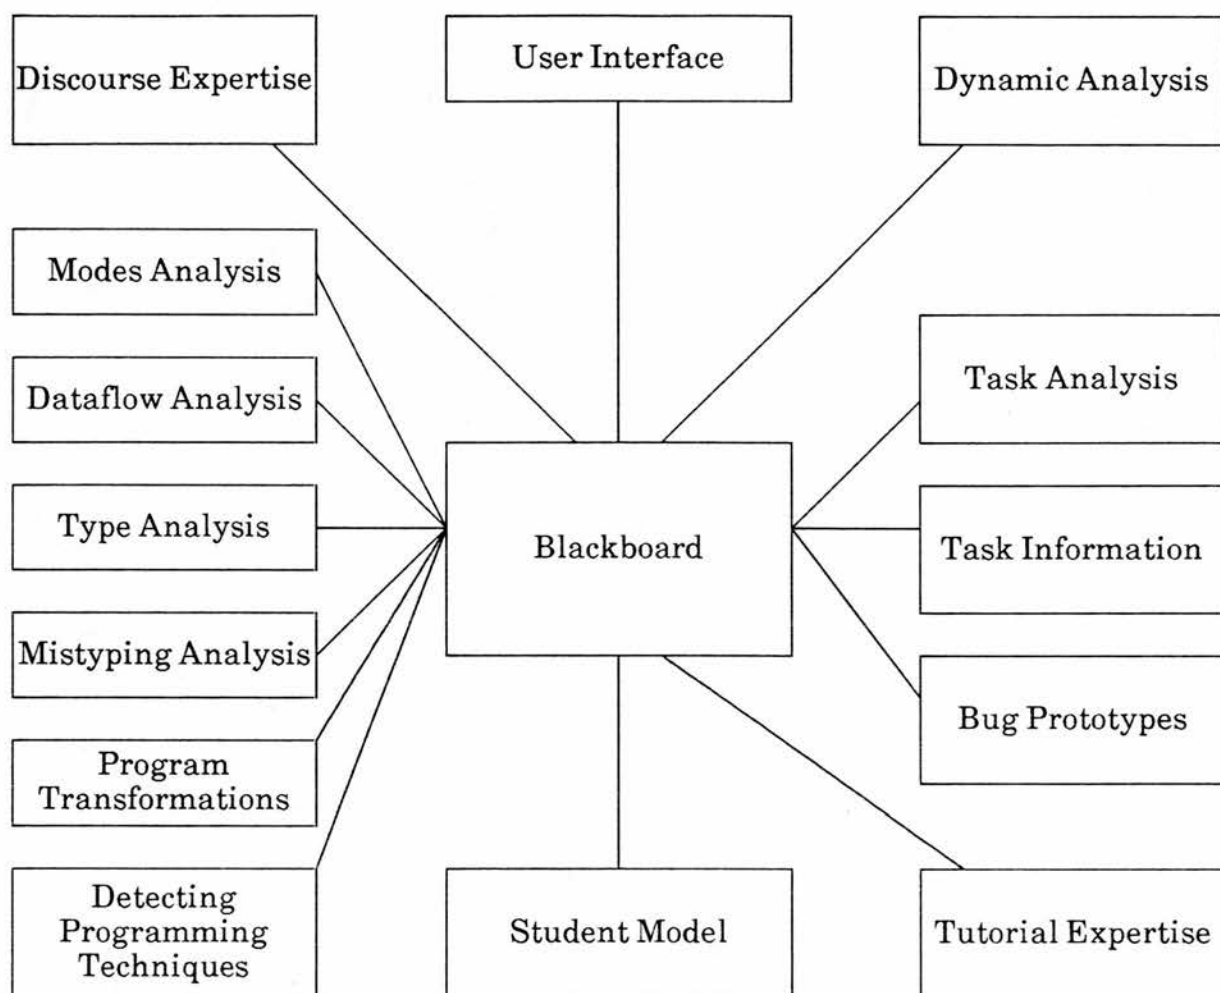 Discourse Expertise
User Interface
Dynamic Analysis
Modes Analysis
Dataflow Analysis
Type Analysis
Mistyping Analysis
Program
Transformations
Detecting
Programming
Techniques
Blackboard
Task Analysis
Task Information
Bug Prototypes
Student Model
Tutorial Expertise